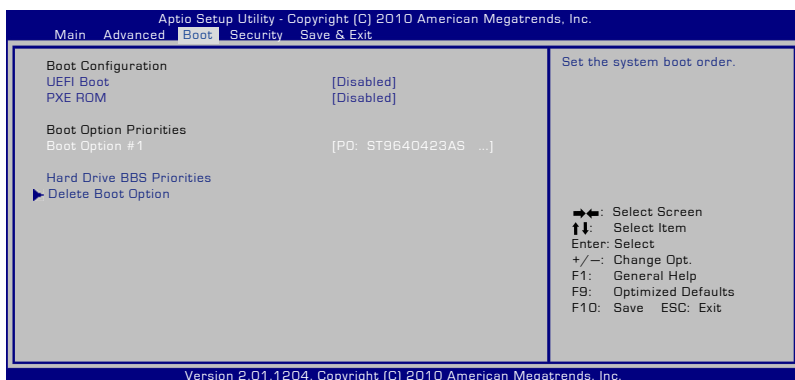 Aptio Setup Utility - Copyright (C) 2010 American Megatrends, Inc.
Main Advanced Boot Security Save & Exit
Boot Configuration
UEFI Boot [Disabled]
PXE ROM [Disabled]
Boot Option Priorities
Boot Option #1 [P0: ST9640423AS ...]
Hard Drive BBS Priorities
Delete Boot Option
Set the system boot order.
→←: Select Screen
↑↓: Select Item
Enter: Select
+/—: Change Opt.
F1: General Help
F9: Optimized Defaults
F10: Save ESC: Exit
Version 2.01.1204. Copyright (C) 2010 American Megatrends, Inc.